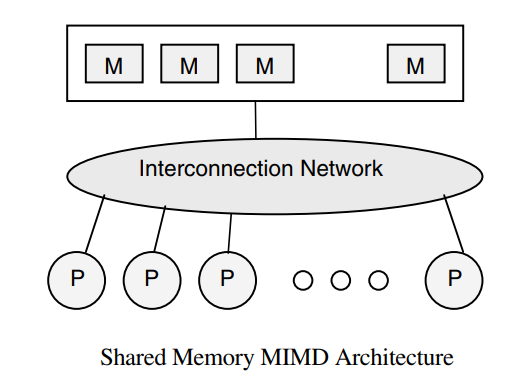 M M M M
Interconnection Network
P P P P
Shared Memory MIMD Architecture